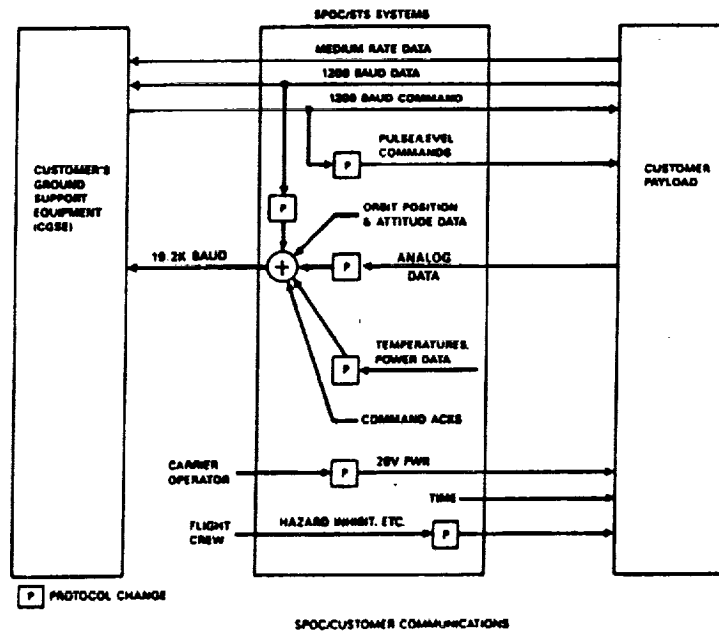 SPOC/STS SYSTEMS
MEDIUM RATE DATA
1200 BAUD DATA
1200 BAUD COMMAND
PULSE/LEVEL
COMMANDS
P
CUSTOMER'S
GROUND
SUPPORT
EQUIPMENT
(CGSE)
CUSTOMER
PAYLOAD
P
ORBIT POSITION
& ATTITUDE DATA
19.2K BAUD
+
P
ANALOG
DATA
TEMPERATURES,
POWER DATA
P
COMMAND ACKS
CARRIER
OPERATOR
P
28V PWR
TIME
FLIGHT
CREW
HAZARD INHIBIT, ETC.
P
P PROTOCOL CHANGE
SPOC/CUSTOMER COMMUNICATIONS